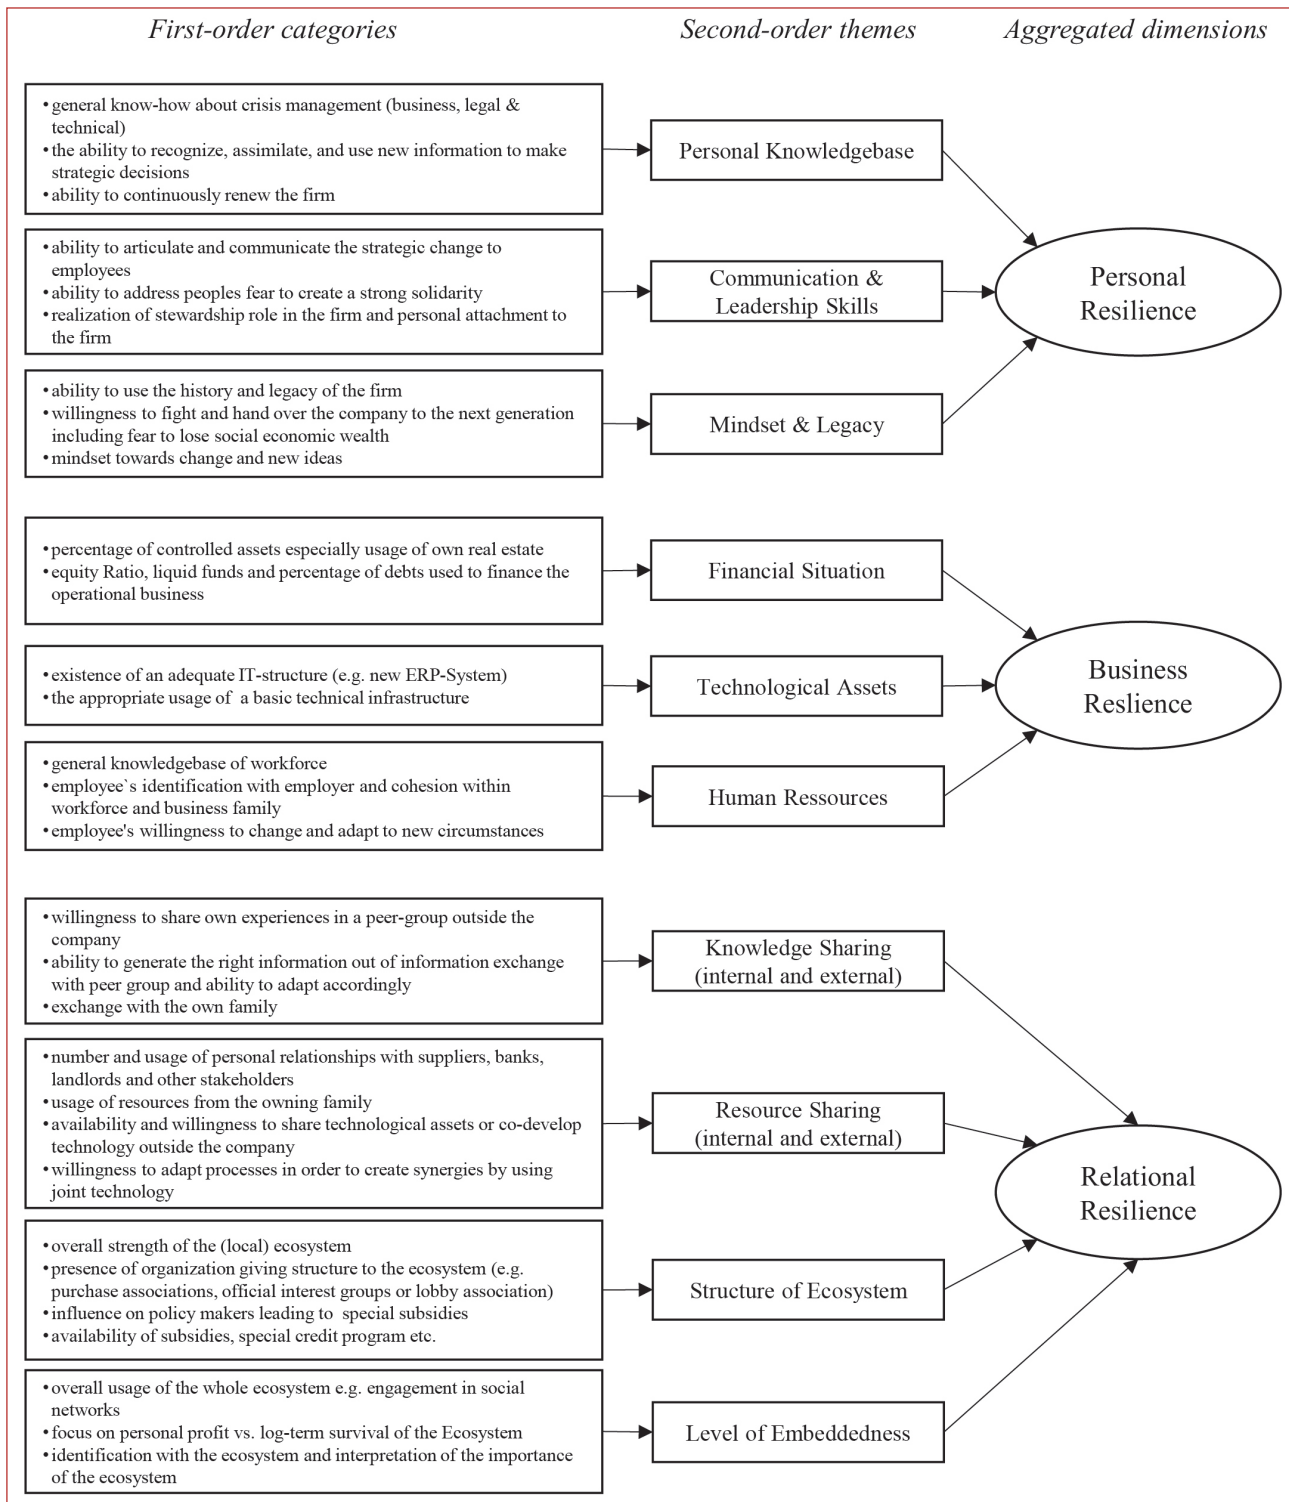 First-order categories
Second-order themes
Aggregated dimensions
•general know-how about crisis management (business, legal &
technical)
•the ability to recognize, assimilate, and use new information to make
strategic decisions
•ability to continuously renew the firm
Personal Knowledgebase
•ability to articulate and communicate the strategic change to
employees
•ability to address peoples fear to create a strong solidarity
•realization of stewardship role in the firm and personal attachment to
the firm
Communication &
Leadership Skills
Personal
Resilience
•ability to use the history and legacy of the firm
•willingness to fight and hand over the company to the next generation
including fear to lose social economic wealth
•mindset towards change and new ideas
Mindset & Legacy
•percentage of controlled assets especially usage of own real estate
•equity Ratio, liquid funds and percentage of debts used to finance the
operational business
Financial Situation
•existence of an adequate IT-structure (e.g. new ERP-System)
•the appropriate usage of  a basic technical infrastructure
Technological Assets
Business
Reslience
•general knowledgebase of workforce
•employee`s identification with employer and cohesion within
workforce and business family
•employee's willingness to change and adapt to new circumstances
Human Ressources
•willingness to share own experiences in a peer-group outside the
company
•ability to generate the right information out of information exchange
with peer group and ability to adapt accordingly
•exchange with the own family
Knowledge Sharing
(internal and external)
•number and usage of personal relationships with suppliers, banks,
landlords and other stakeholders
•usage of resources from the owning family
•availability and willingness to share technological assets or co-develop
technology outside the company
•willingness to adapt processes in order to create synergies by using
joint technology
Resource Sharing
(internal and external)
Relational
Resilience
•overall strength of the (local) ecosystem
•presence of organization giving structure to the ecosystem (e.g.
purchase associations, official interest groups or lobby association)
•influence on policy makers leading to  special subsidies
•availability of subsidies, special credit program etc.
Structure of Ecosystem
•overall usage of the whole ecosystem e.g. engagement in social
networks
•focus on personal profit vs. log-term survival of the Ecosystem
•identification with the ecosystem and interpretation of the importance
of the ecosystem
Level of Embeddedness